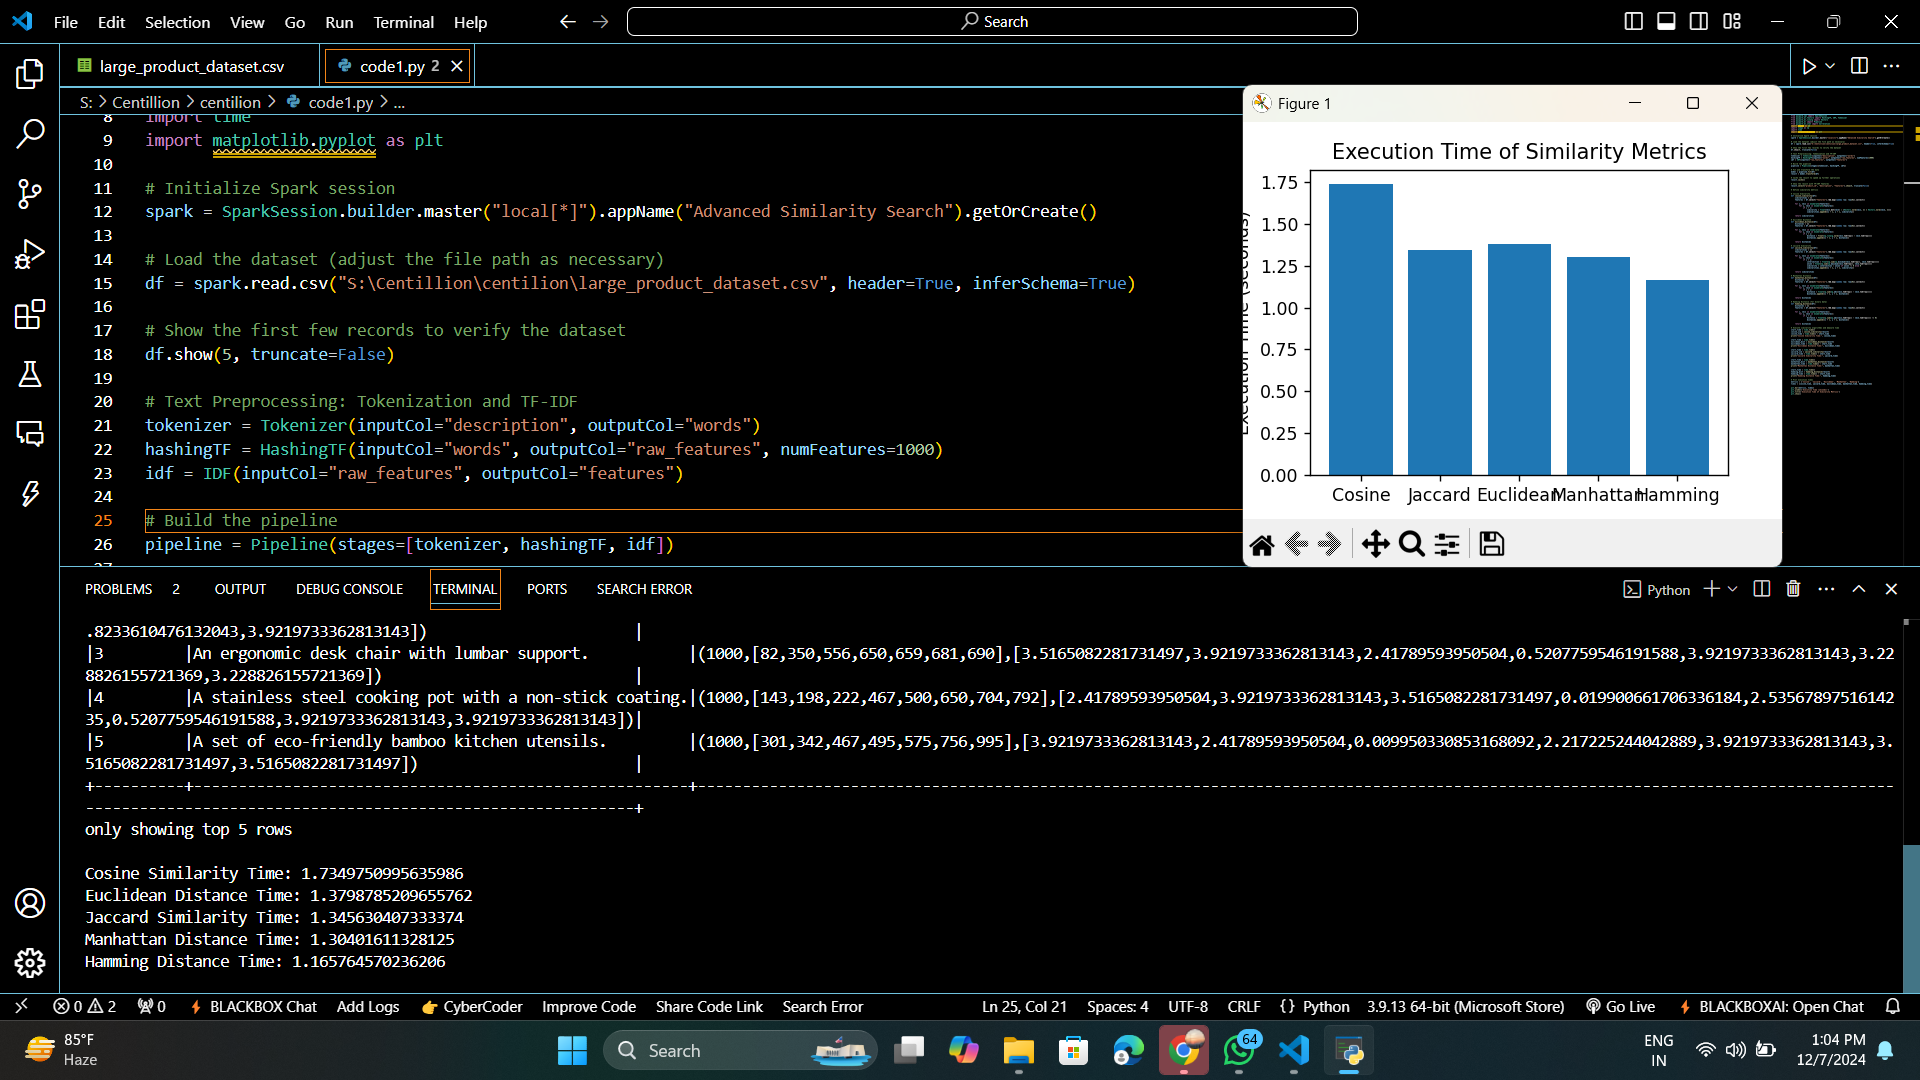 File Edit Selection View Go Run Terminal Help
Search
large_product_dataset.csv
code1.py 2
S: > Centillion > centilion > code1.py > ...
8 import time
9 import matplotlib.pyplot as plt
10
11 # Initialize Spark session
12 spark = SparkSession.builder.master("local[*]").appName("Advanced Similarity Search").getOrCreate()
13
14 # Load the dataset (adjust the file path as necessary)
15 df = spark.read.csv("S:\Centillion\centilion\large_product_dataset.csv", header=True, inferSchema=True)
16
17 # Show the first few records to verify the dataset
18 df.show(5, truncate=False)
19
20 # Text Preprocessing: Tokenization and TF-IDF
21 tokenizer = Tokenizer(inputCol="description", outputCol="words")
22 hashingTF = HashingTF(inputCol="words", outputCol="raw_features", numFeatures=1000)
23 idf = IDF(inputCol="raw_features", outputCol="features")
24
25 # Build the pipeline
26 pipeline = Pipeline(stages=[tokenizer, hashingTF, idf])
Figure 1
Execution Time of Similarity Metrics
Execution Time (seconds)
1.75
1.50
1.25
1.00
0.75
0.50
0.25
0.00
Cosine Jaccard Euclidean Manhattan Hamming
PROBLEMS 2 OUTPUT DEBUG CONSOLE TERMINAL PORTS SEARCH ERROR
Python
.8233610476132043,3.9219733362813143]) |
|3 |An ergonomic desk chair with lumbar support. |(1000,[82,350,556,650,659,681,690],[3.5165082281731497,3.9219733362813143,2.41789593950504,0.5207759546191588,3.9219733362813143,3.22
8826155721369,3.228826155721369]) |
|4 |A stainless steel cooking pot with a non-stick coating.|(1000,[143,198,222,467,500,650,704,792],[2.41789593950504,3.9219733362813143,3.5165082281731497,0.019900661706336184,2.53567897516142
35,0.5207759546191588,3.9219733362813143,3.9219733362813143])|
|5 |A set of eco-friendly bamboo kitchen utensils. |(1000,[301,342,467,495,575,756,995],[3.9219733362813143,2.41789593950504,0.009950330853168092,2.217225244042889,3.9219733362813143,3.
5165082281731497,3.5165082281731497]) |
only showing top 5 rows
Cosine Similarity Time: 1.7349750995635986
Euclidean Distance Time: 1.3798785209655762
Jaccard Similarity Time: 1.345630407333374
Manhattan Distance Time: 1.30401611328125
Hamming Distance Time: 1.165764570236206
0 2 0 BLACKBOX Chat Add Logs CyberCoder Improve Code Share Code Link Search Error
Ln 25, Col 21 Spaces: 4 UTF-8 CRLF {} Python 3.9.13 64-bit (Microsoft Store) Go Live BLACKBOXAI: Open Chat
85°F
Haze
Search
64
ENG
IN
1:04 PM
12/7/2024